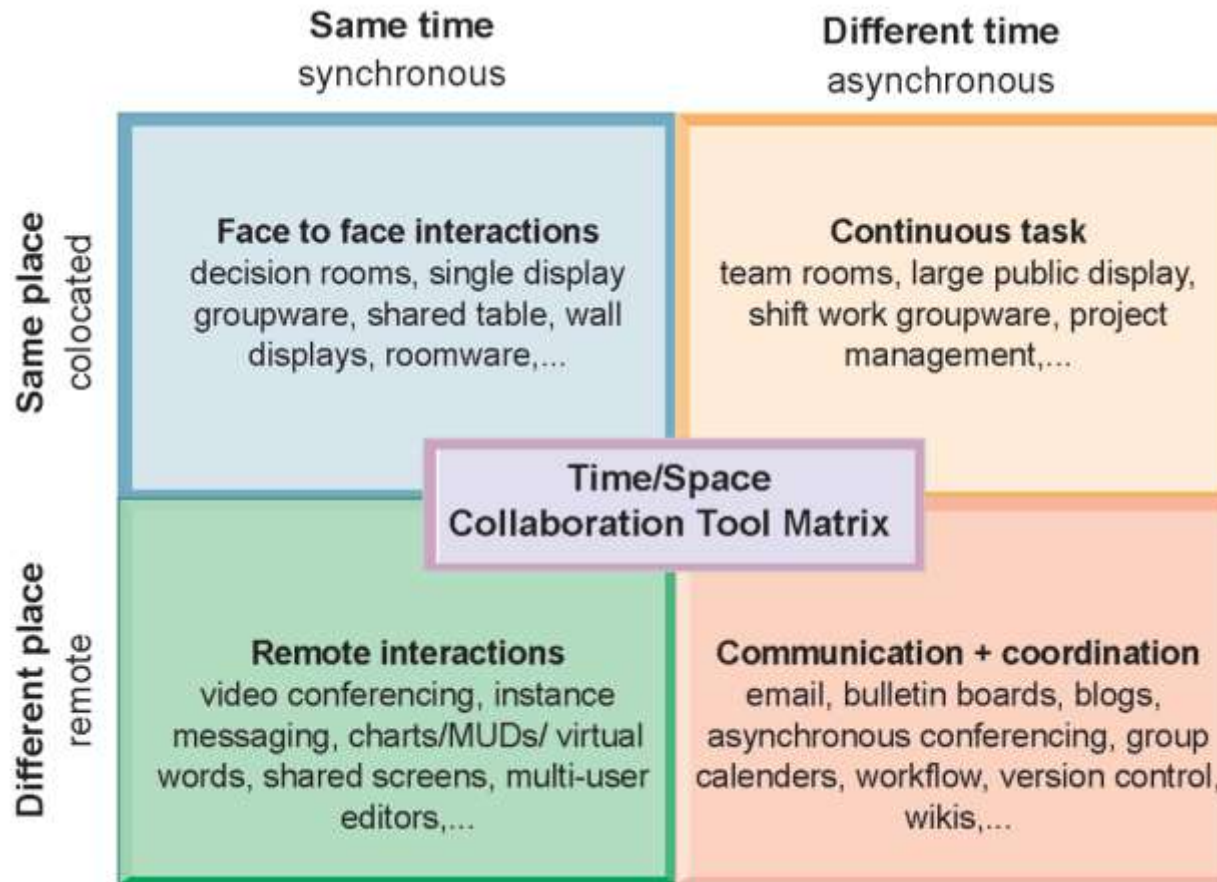 Same time
synchronous
Different time
asynchronous
Same place
colocated
Face to face interactions
decision rooms, single display
groupware, shared table, wall
displays, roomware,...
Continuous task
team rooms, large public display,
shift work groupware, project
management,...
Time/Space
Collaboration Tool Matrix
Different place
remote
Remote interactions
video conferencing, instance
messaging, charts/MUDs/ virtual
words, shared screens, multi-user
editors,...
Communication + coordination
email, bulletin boards, blogs,
asynchronous conferencing, group
calenders, workflow, version control,
wikis,...